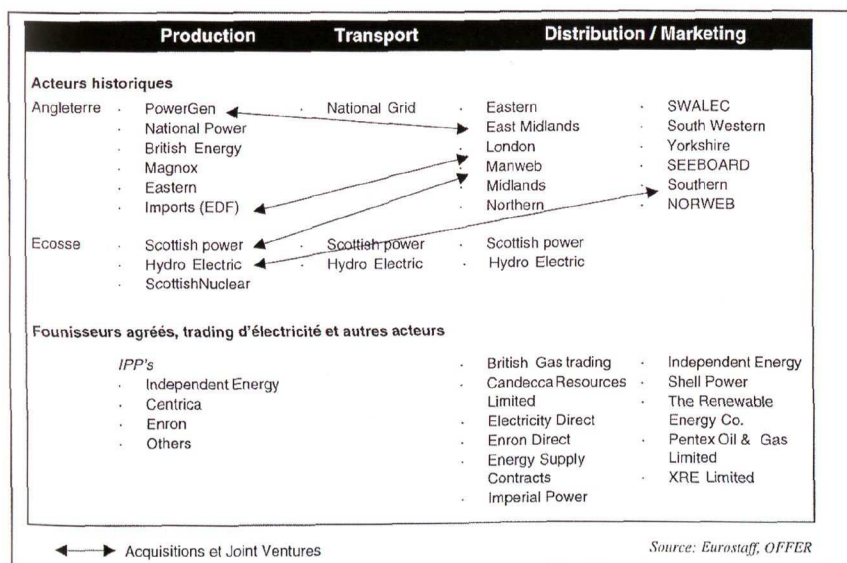 Production Transport Distribution / Marketing
Acteurs historiques
Angleterre · PowerGen · National Grid · Eastern · SWALEC
· National Power · East Midlands · South Western
· British Energy · London · Yorkshire
· Magnox · Manweb · SEEBOARD
· Eastern · Midlands · Southern
· Imports (EDF) · Northern · NORWEB
Ecosse · Scottish power · Scottish power · Scottish power
· Hydro Electric · Hydro Electric · Hydro Electric
· ScottishNuclear
Founisseurs agréés, trading d'électricité et autres acteurs
IPP's · British Gas trading · Independent Energy
· Independent Energy · Candecca Resources · Shell Power
· Centrica Limited · The Renewable
· Enron · Electricity Direct Energy Co.
· Others · Enron Direct · Pentex Oil & Gas
· Energy Supply Limited
Contracts · XRE Limited
· Imperial Power
Acquisitions et Joint Ventures Source: Eurostaff, OFFER